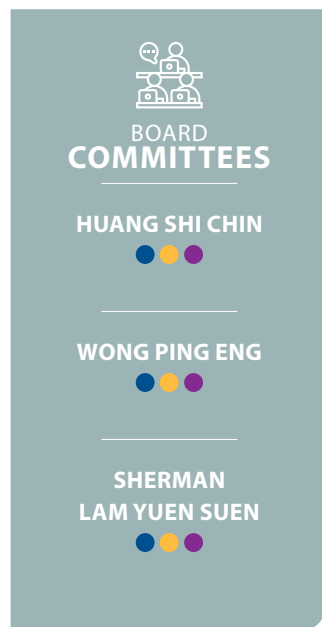 BOARD
COMMITTEES
HUANG SHI CHIN
WONG PING ENG
SHERMAN
LAM YUEN SUEN